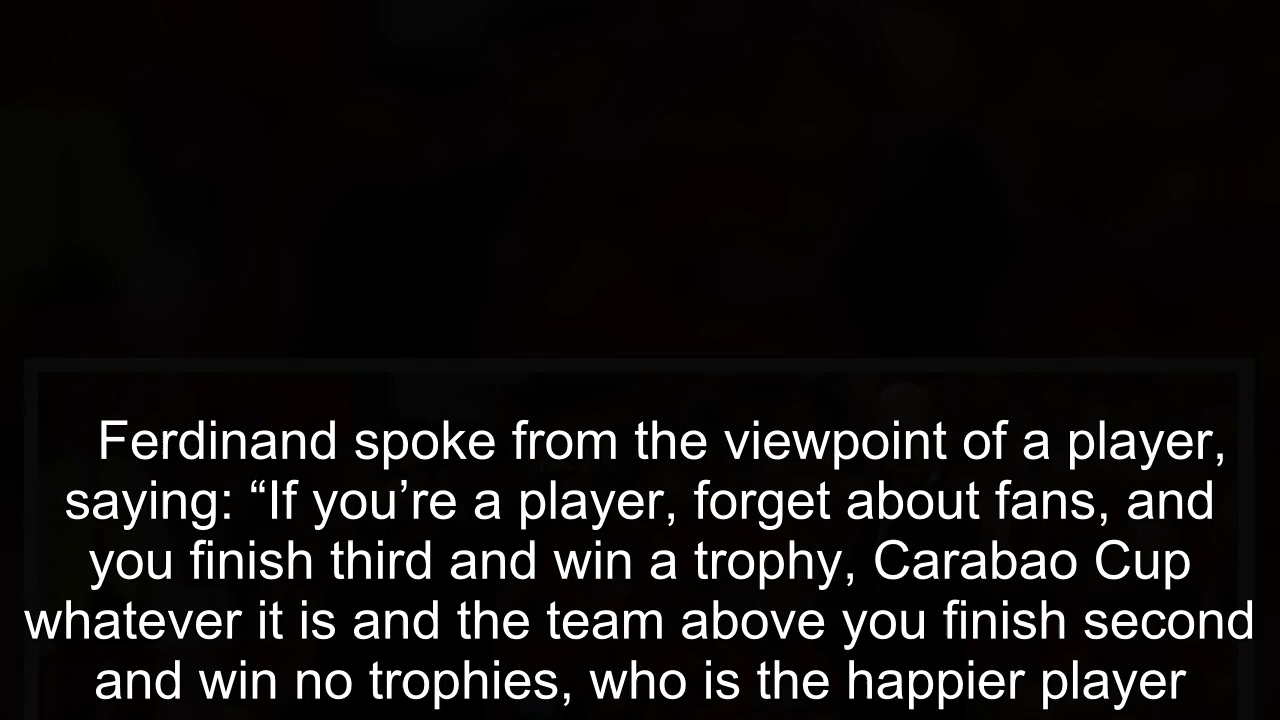 Ferdinand spoke from the viewpoint of a player,
saying: “If you’re a player, forget about fans, and
you finish third and win a trophy, Carabao Cup
whatever it is and the team above you finish second
and win no trophies, who is the happier player